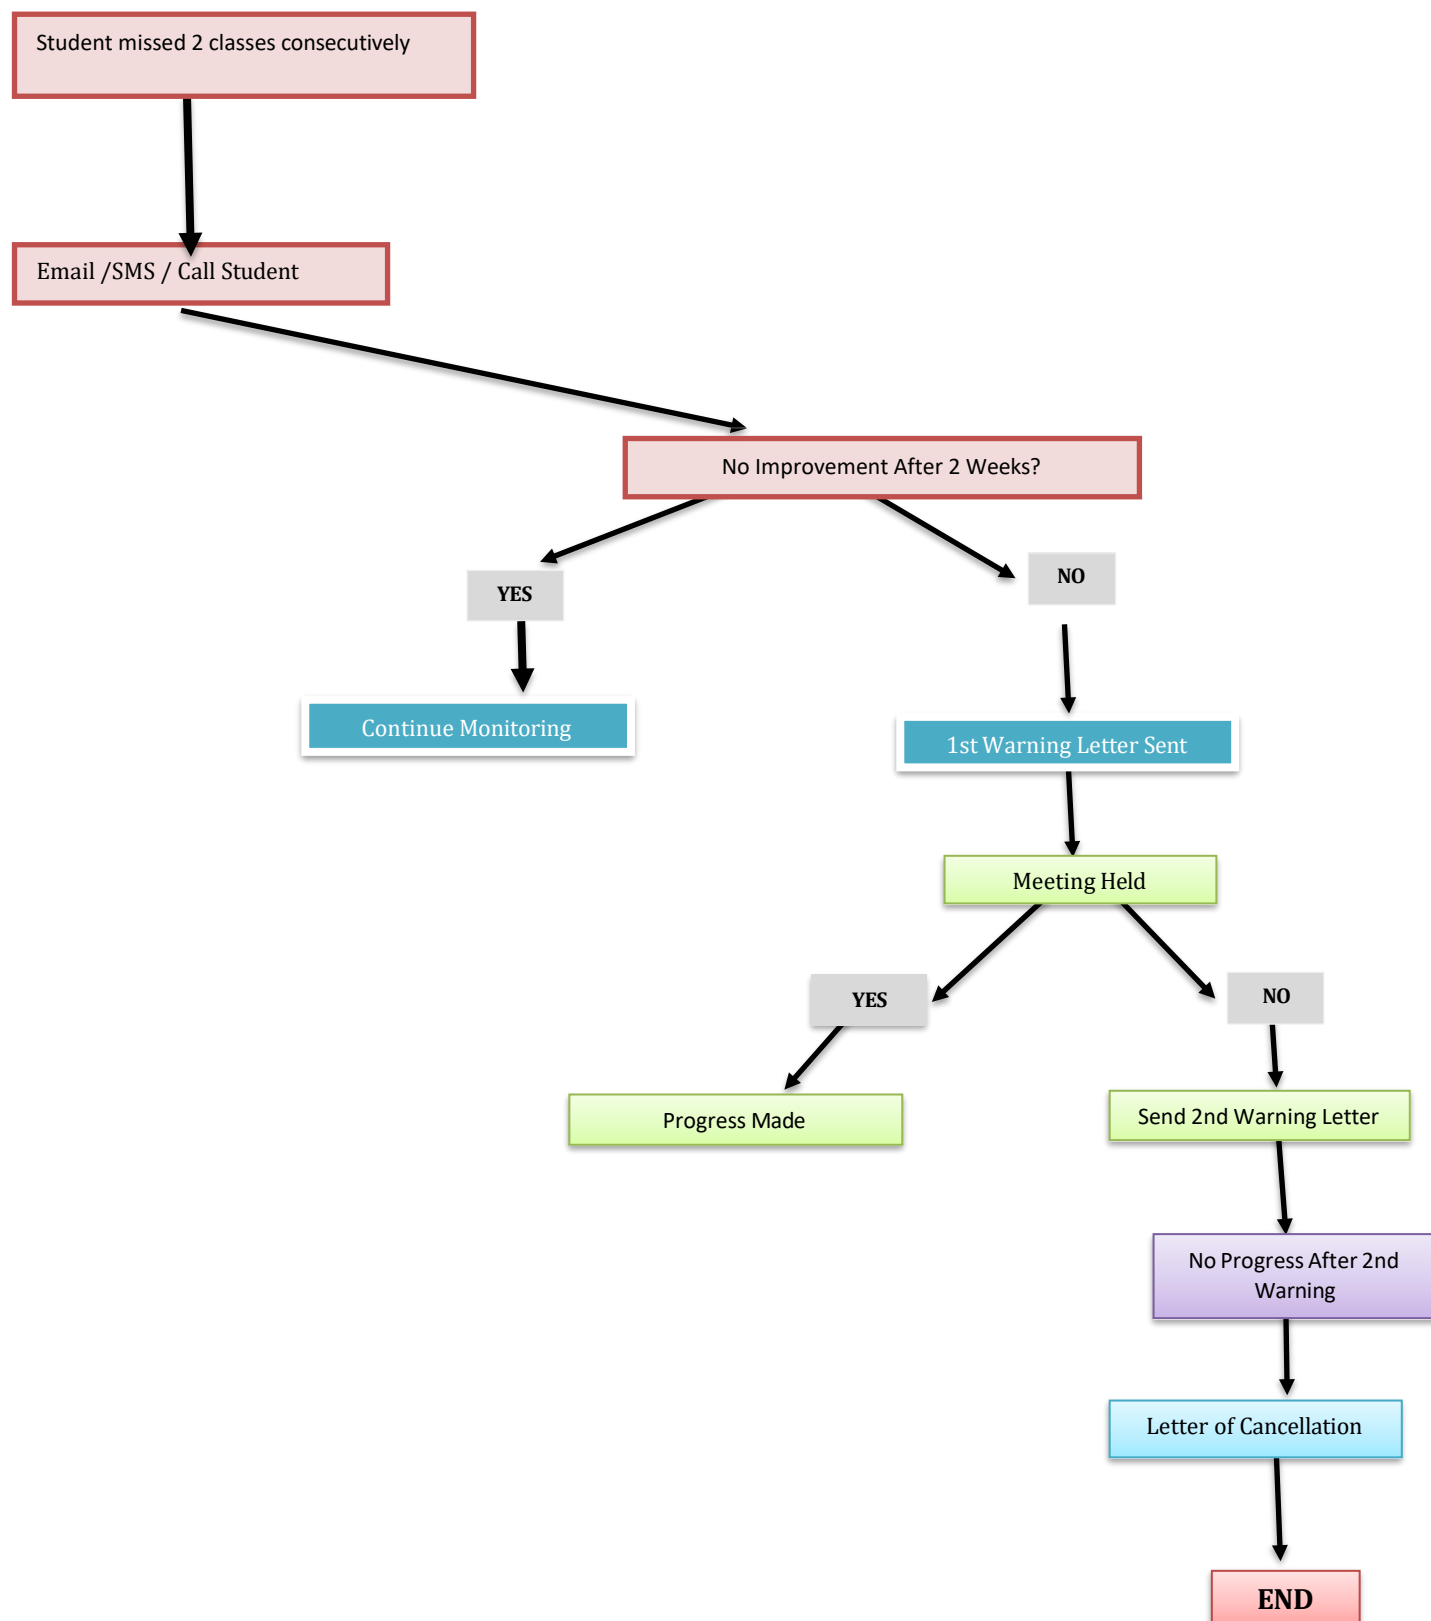 Student missed 2 classes consecutively
Email /SMS / Call Student
No Improvement After 2 Weeks?
YES
NO
Continue Monitoring
1st Warning Letter Sent
Meeting Held
YES
NO
Progress Made
Send 2nd Warning Letter
No Progress After 2nd
Warning
Letter of Cancellation
END